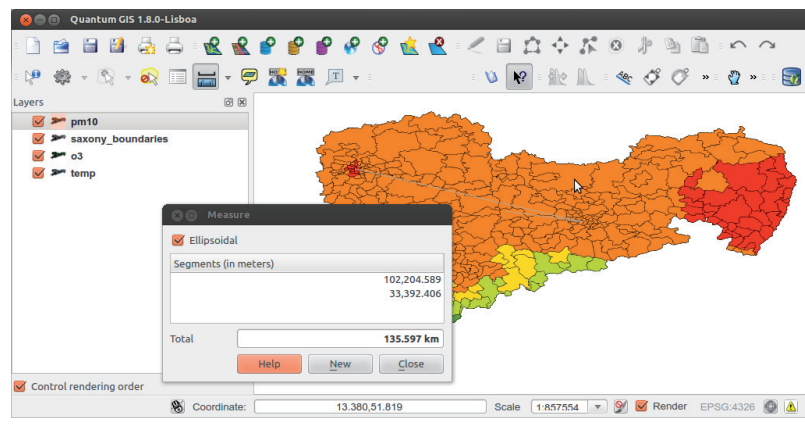 Quantum GIS 1.8.0-Lisboa
T
ABC
»
»
Layers
pm10
saxony_boundaries
o3
temp
Measure
Ellipsoidal
Segments (in meters)
102,204.589
33,392.406
Total
135.597 km
Help
New
Close
Control rendering order
Coordinate:
13.380,51.819
Scale
1:857554
Render
EPSG:4326